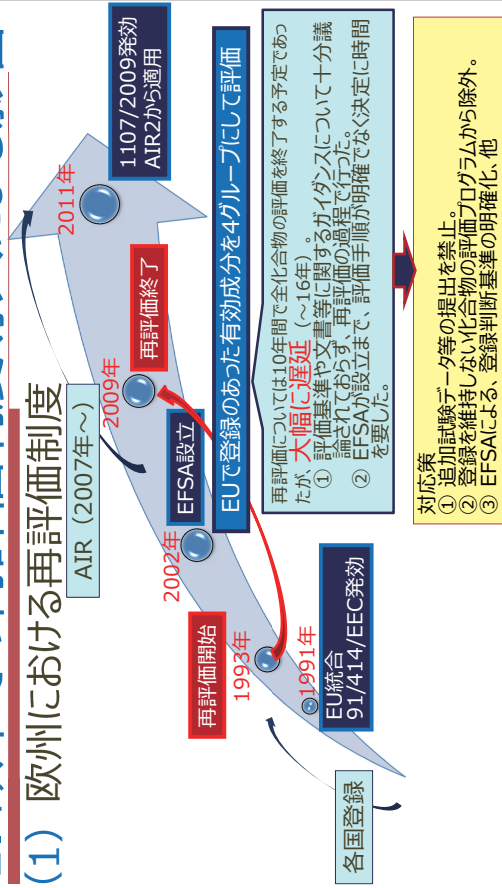 (1) 欧州における再評価制度
各国登録
1991年
EU統合
91/414/EEC発効
再評価開始
1993年
2002年
EFSA設立
AIR（2007年～）
2009年
再評価終了
2011年
1107/2009発効
AIR2から適用
EUで登録のあった有効成分を4グループにして評価
再評価については10年間で全化合物の評価を終了する予定であっ
たが、大幅に遅延（～16年）。
① 評価基準や文書等に関するガイダンスについて十分議
論されておらず、再評価の過程で行った。
② EFSAが設立まで、評価手順が明確でなく決定に時間
を要した。
対応策
① 追加試験データ等の提出を禁止。
② 登録を維持しない化合物の評価プログラムから除外。
③ EFSAによる、登録判断基準の明確化、他